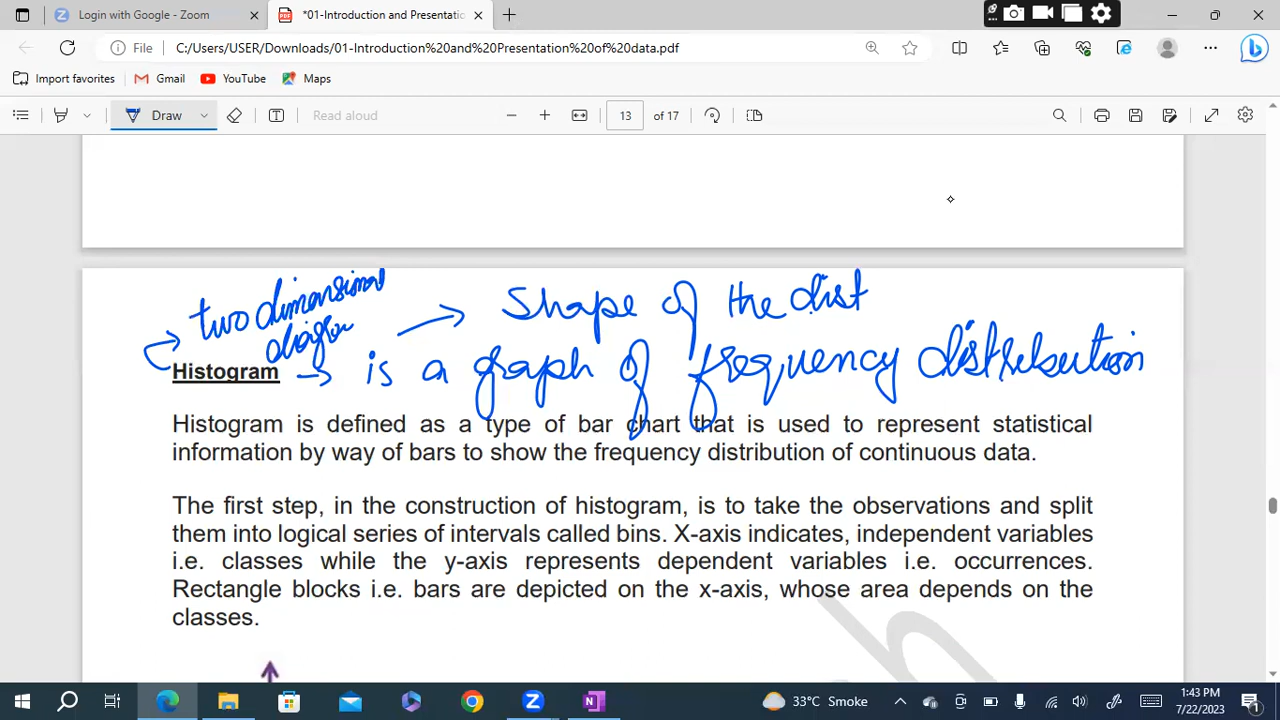 Login with Google - Zoom
*01-Introduction and Presentation
File
C:/Users/USER/Downloads/01-Introduction%20and%20Presentation%20of%20data.pdf
Import favorites
Gmail
YouTube
Maps
Draw
Read aloud
13
of 17
two dimensional
→ Shape of the dist
Histogram → is a graph of frequency distribution
Histogram is defined as a type of bar chart that is used to represent statistical
information by way of bars to show the frequency distribution of continuous data.
The first step, in the construction of histogram, is to take the observations and split
them into logical series of intervals called bins. X-axis indicates, independent variables
i.e. classes while the y-axis represents dependent variables i.e. occurrences.
Rectangle blocks i.e. bars are depicted on the x-axis, whose area depends on the
classes.
h
33°C Smoke
1:43 PM
7/22/2023
1